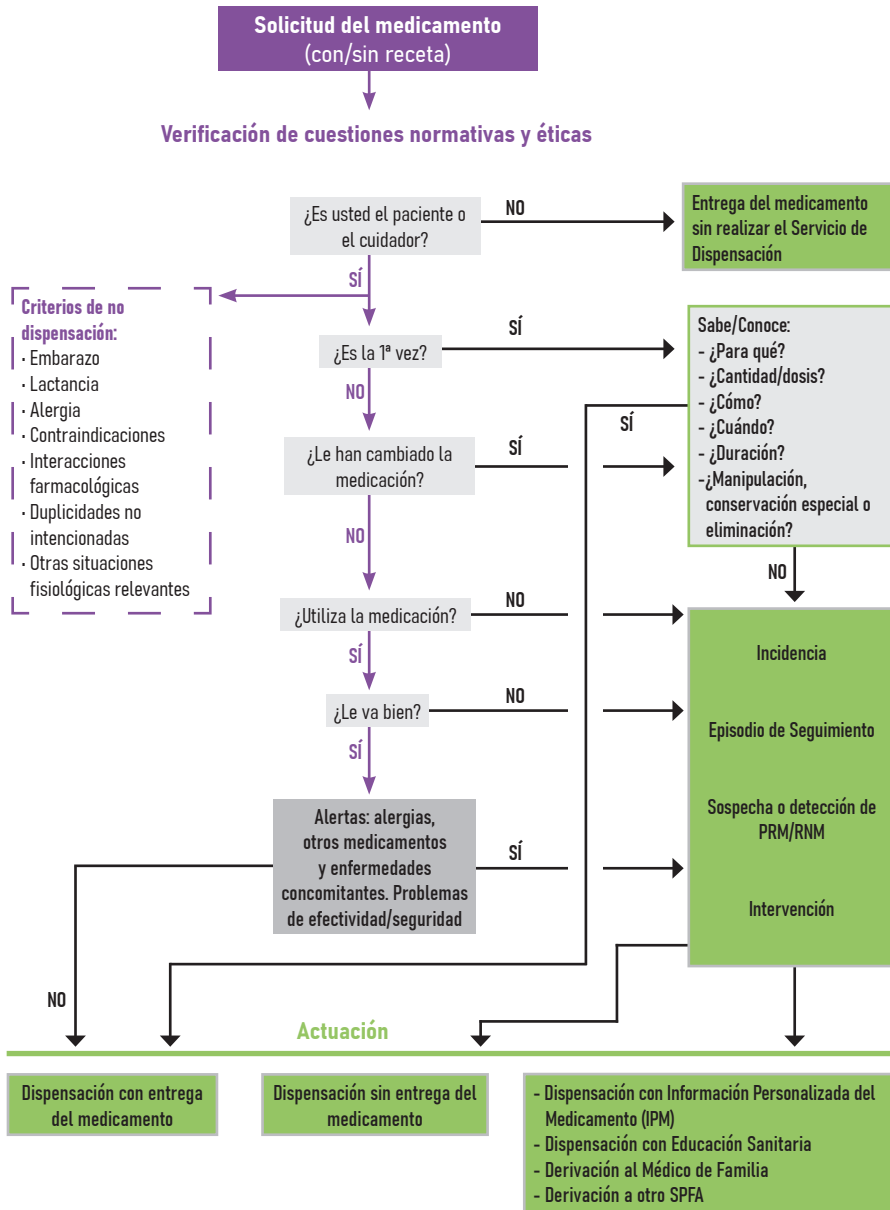 Solicitud del medicamento
(con/sin receta)
Verificación de cuestiones normativas y éticas
¿Es usted el paciente o
el cuidador?
NO
Entrega del medicamento
sin realizar el Servicio de
Dispensación
SÍ
Criterios de no
dispensación:
· Embarazo
· Lactancia
· Alergia
· Contraindicaciones
· Interacciones
farmacológicas
· Duplicidades no
intencionadas
· Otras situaciones
fisiológicas relevantes
¿Es la 1ª vez?
SÍ
NO
Sabe/Conoce:
- ¿Para qué?
- ¿Cantidad/dosis?
- ¿Cómo?
- ¿Cuándo?
- ¿Duración?
-¿Manipulación,
conservación especial o
eliminación?
SÍ
NO
¿Le han cambiado la
medicación?
SÍ
NO
¿Utiliza la medicación?
NO
SÍ
¿Le va bien?
NO
SÍ
Alertas: alergias,
otros medicamentos
y enfermedades
concomitantes. Problemas
de efectividad/seguridad
SÍ
NO
Incidencia
Episodio de Seguimiento
Sospecha o detección de
PRM/RNM
Intervención
Actuación
Dispensación con entrega
del medicamento
Dispensación sin entrega del
medicamento
- Dispensación con Información Personalizada del
Medicamento (IPM)
- Dispensación con Educación Sanitaria
- Derivación al Médico de Familia
- Derivación a otro SPFA